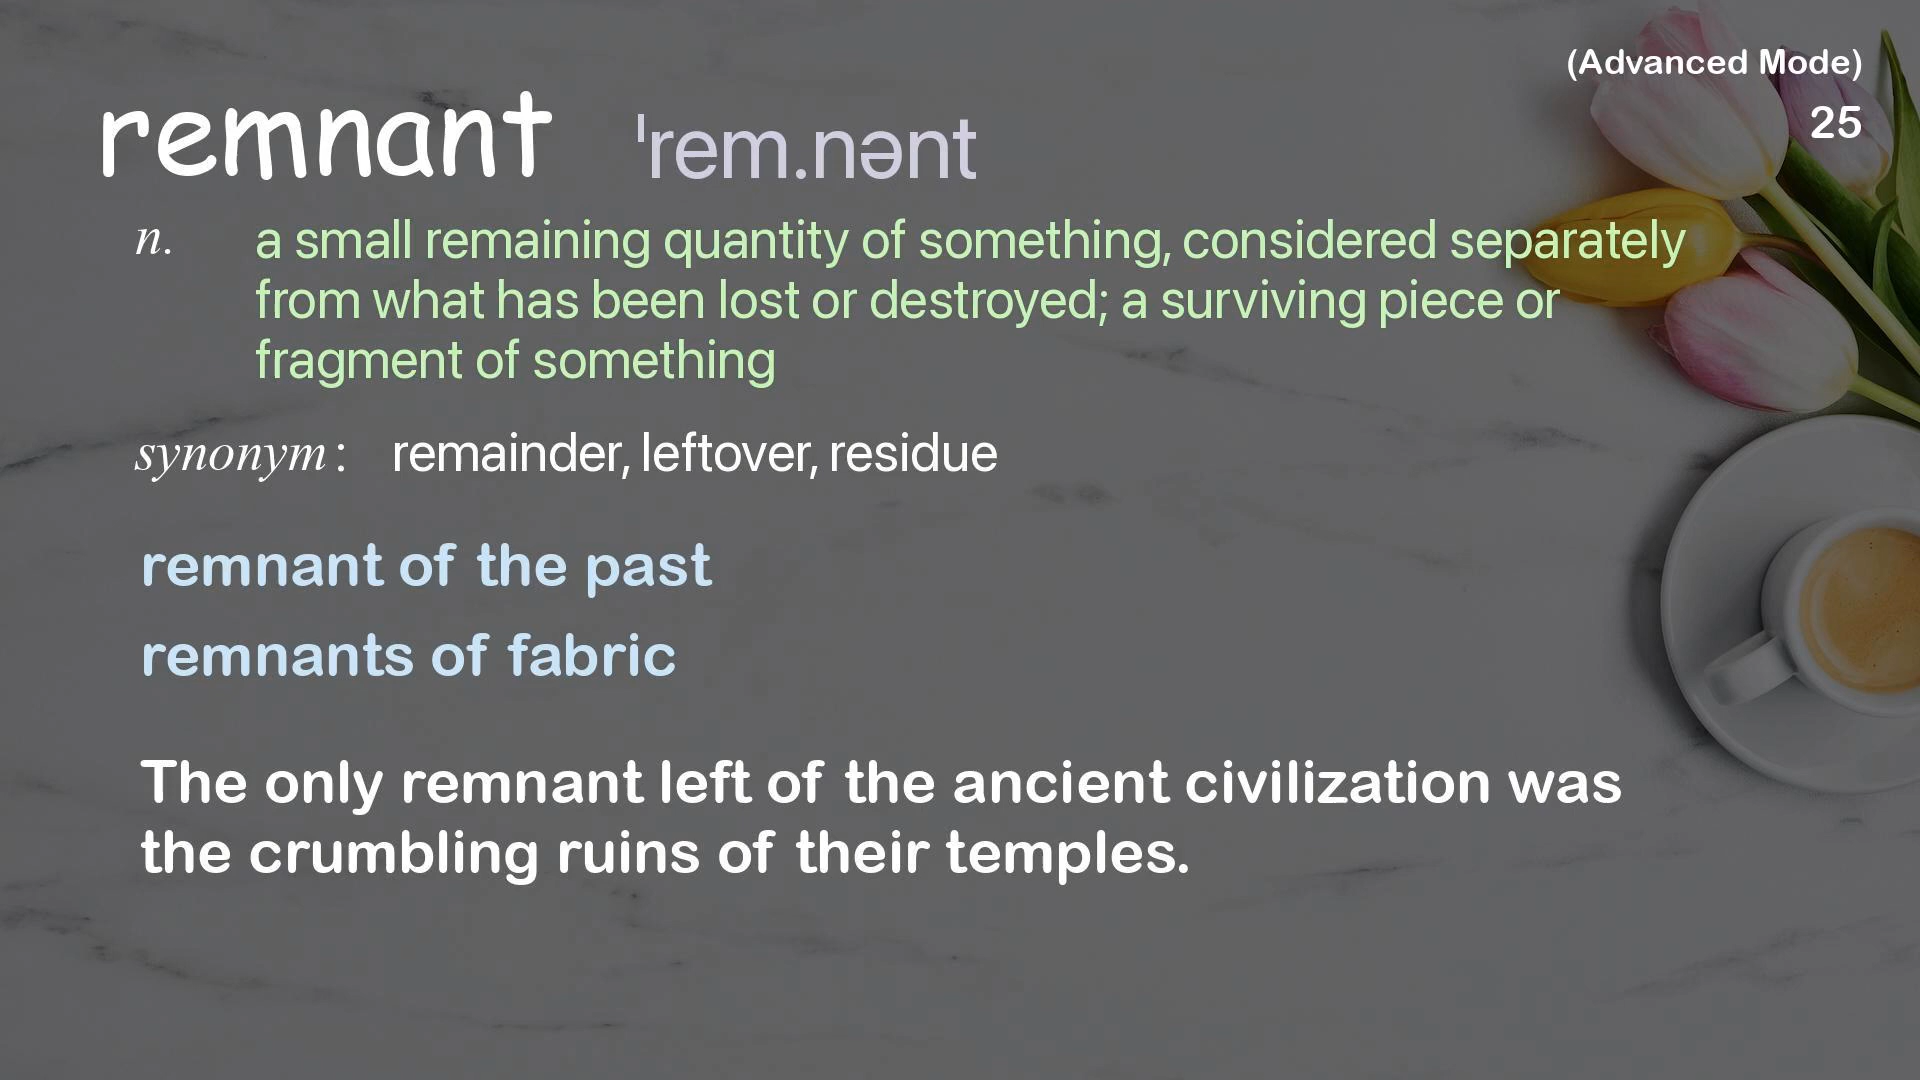 (Advanced Mode)
25
remnant ˈrem.nənt
n. a small remaining quantity of something, considered separately
from what has been lost or destroyed; a surviving piece or
fragment of something
synonym: remainder, leftover, residue
remnant of the past
remnants of fabric
The only remnant left of the ancient civilization was
the crumbling ruins of their temples.